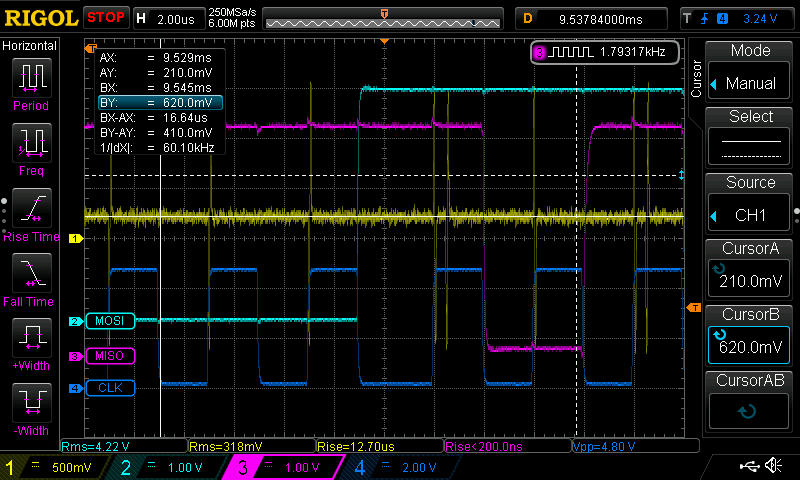 RIGOL STOP H 2.00us 250MSa/s 6.00M pts T D 9.53784000ms T 4 3.24 V
Horizontal
Period
Freq
Rise Time
Fall Time
+Width
-Width
T
AX: = 9.529ms
AY: = 210.0mV
BX: = 9.545ms
BY: = 620.0mV
BX-AX: = 16.64us
BY-AY: = 410.0mV
1/|dX|: = 60.10kHz
3 1.79317kHz
1
2 MOSI
3 MISO
4 CLK
T
Cursor
Mode
Manual
Select
Source
CH1
CursorA
210.0mV
CursorB
620.0mV
CursorAB
Rms=4.22 V Rms=318mV Rise=12.70us Rise<200.0ns Vpp=4.80 V
1 500mV 2 1.00 V 3 1.00 V 4 2.00 V